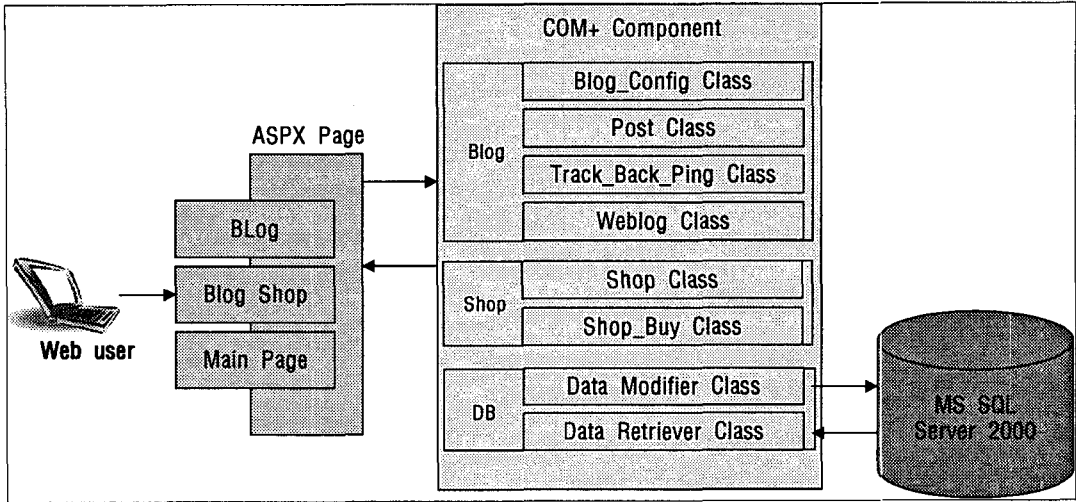 COM+ Component
Blog_Config Class
Post Class
Blog
Track_Back_Ping Class
Weblog Class
ASPX Page
BLog
Blog Shop
Main Page
Web user
Shop Class
Shop
Shop_Buy Class
Data Modifier Class
DB
Data Retriever Class
MS SQL
Server 2000